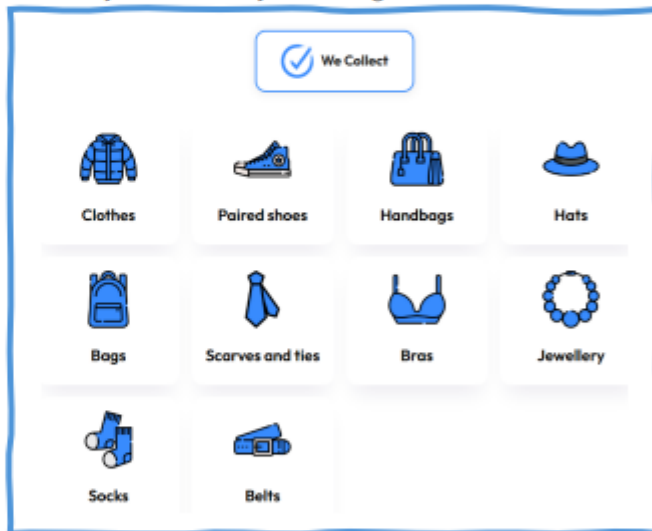 We Collect
Clothes Paired shoes Handbags Hats
Bags Scarves and ties Bras Jewellery
Socks Belts